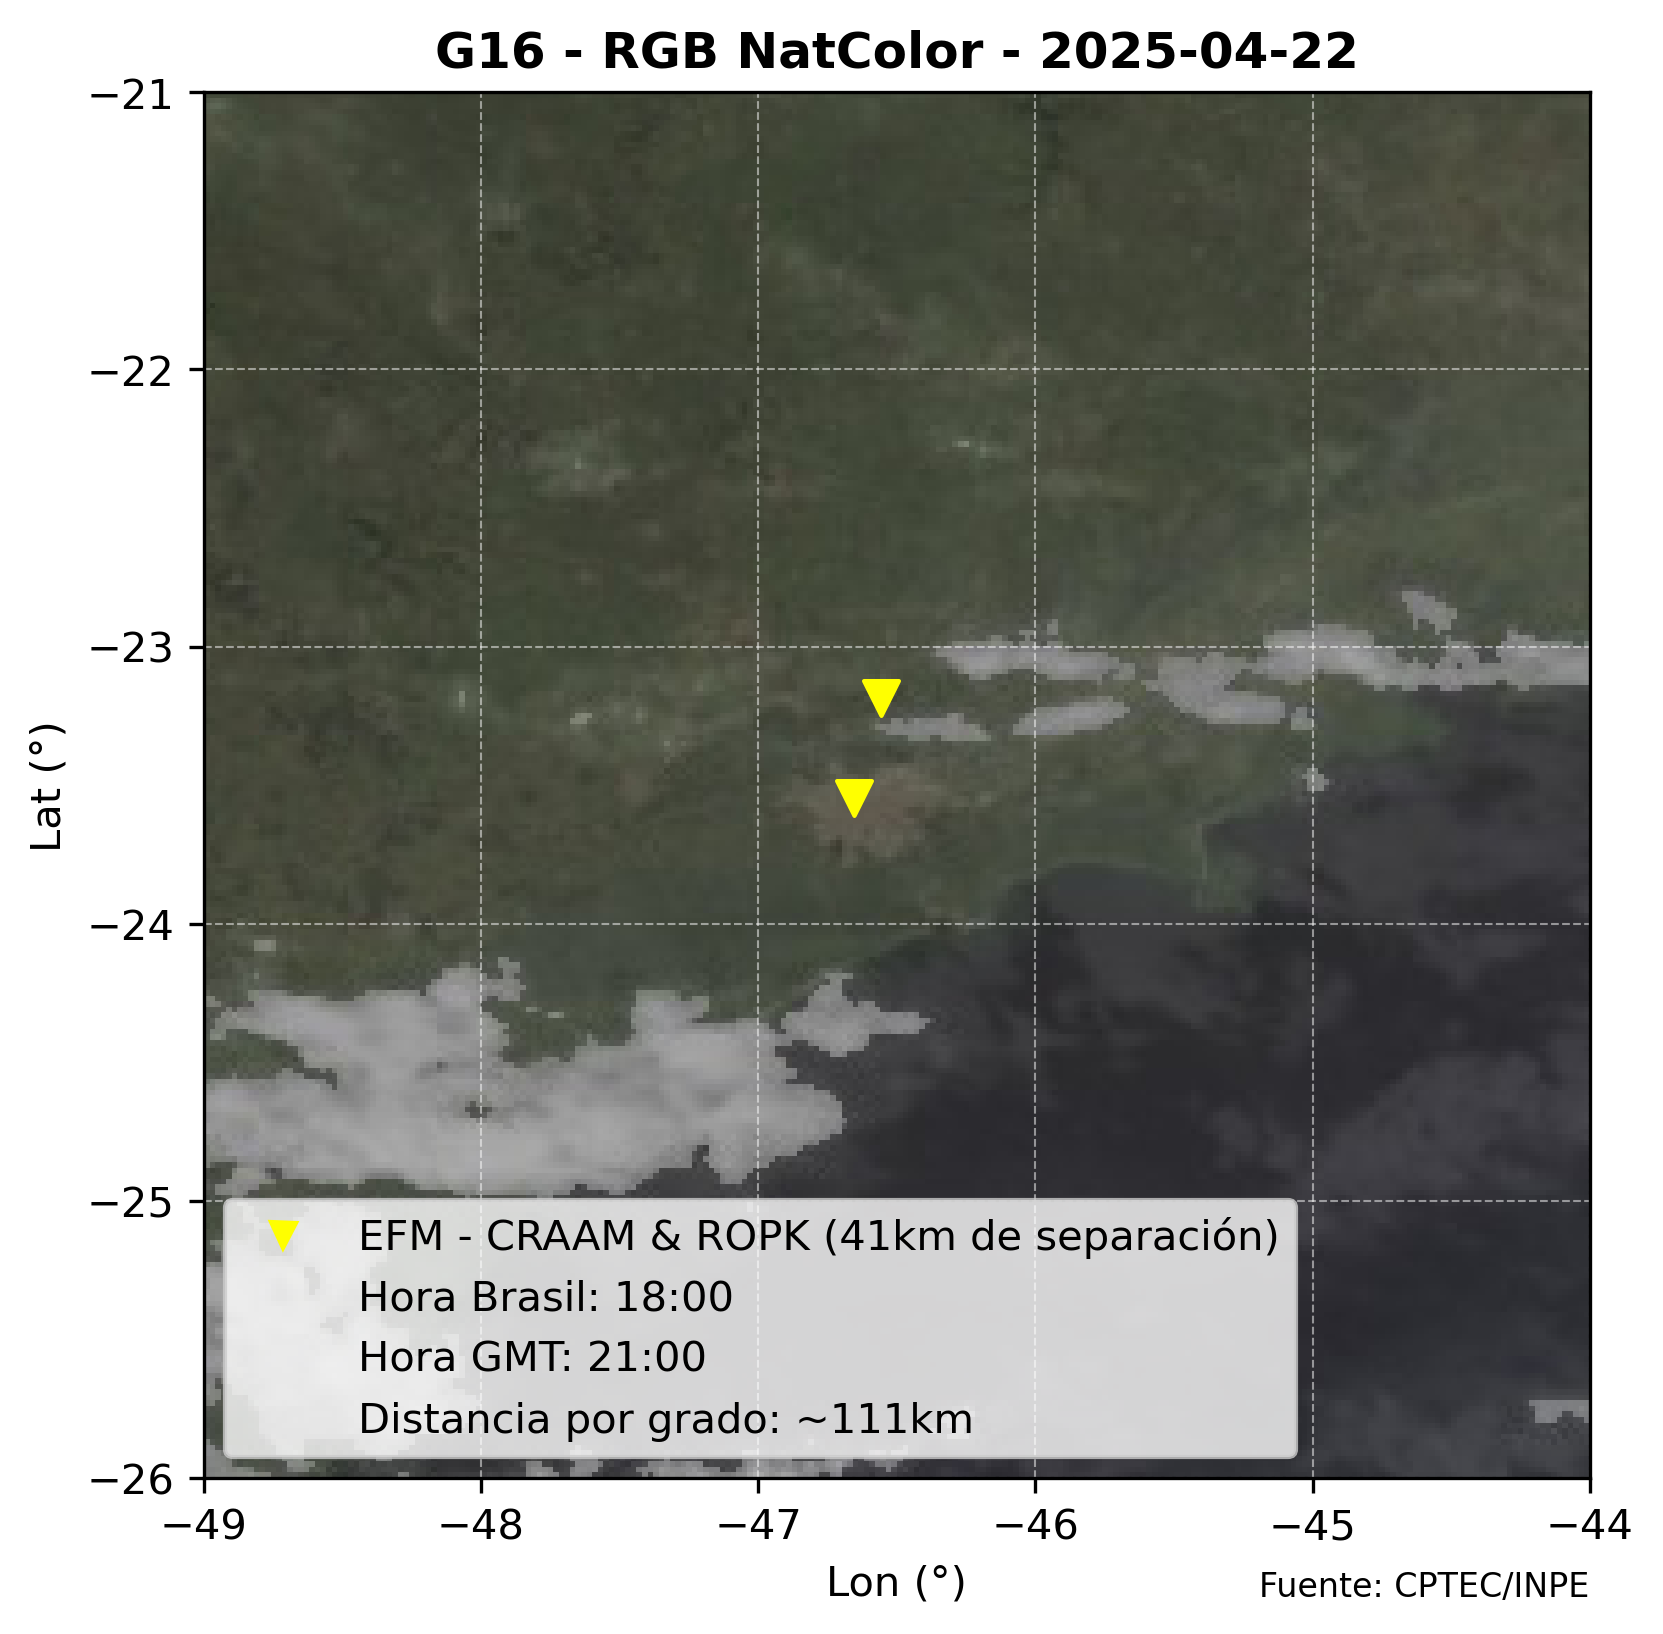 G16 - RGB NatColor - 2025-04-22
−21
−22
−23
−24
−25
−26
Lat (°)
EFM - CRAAM & ROPK (41km de separación)
Hora Brasil: 18:00
Hora GMT: 21:00
Distancia por grado: ~111km
−49
−48
−47
−46
−45
−44
Lon (°)
Fuente: CPTEC/INPE